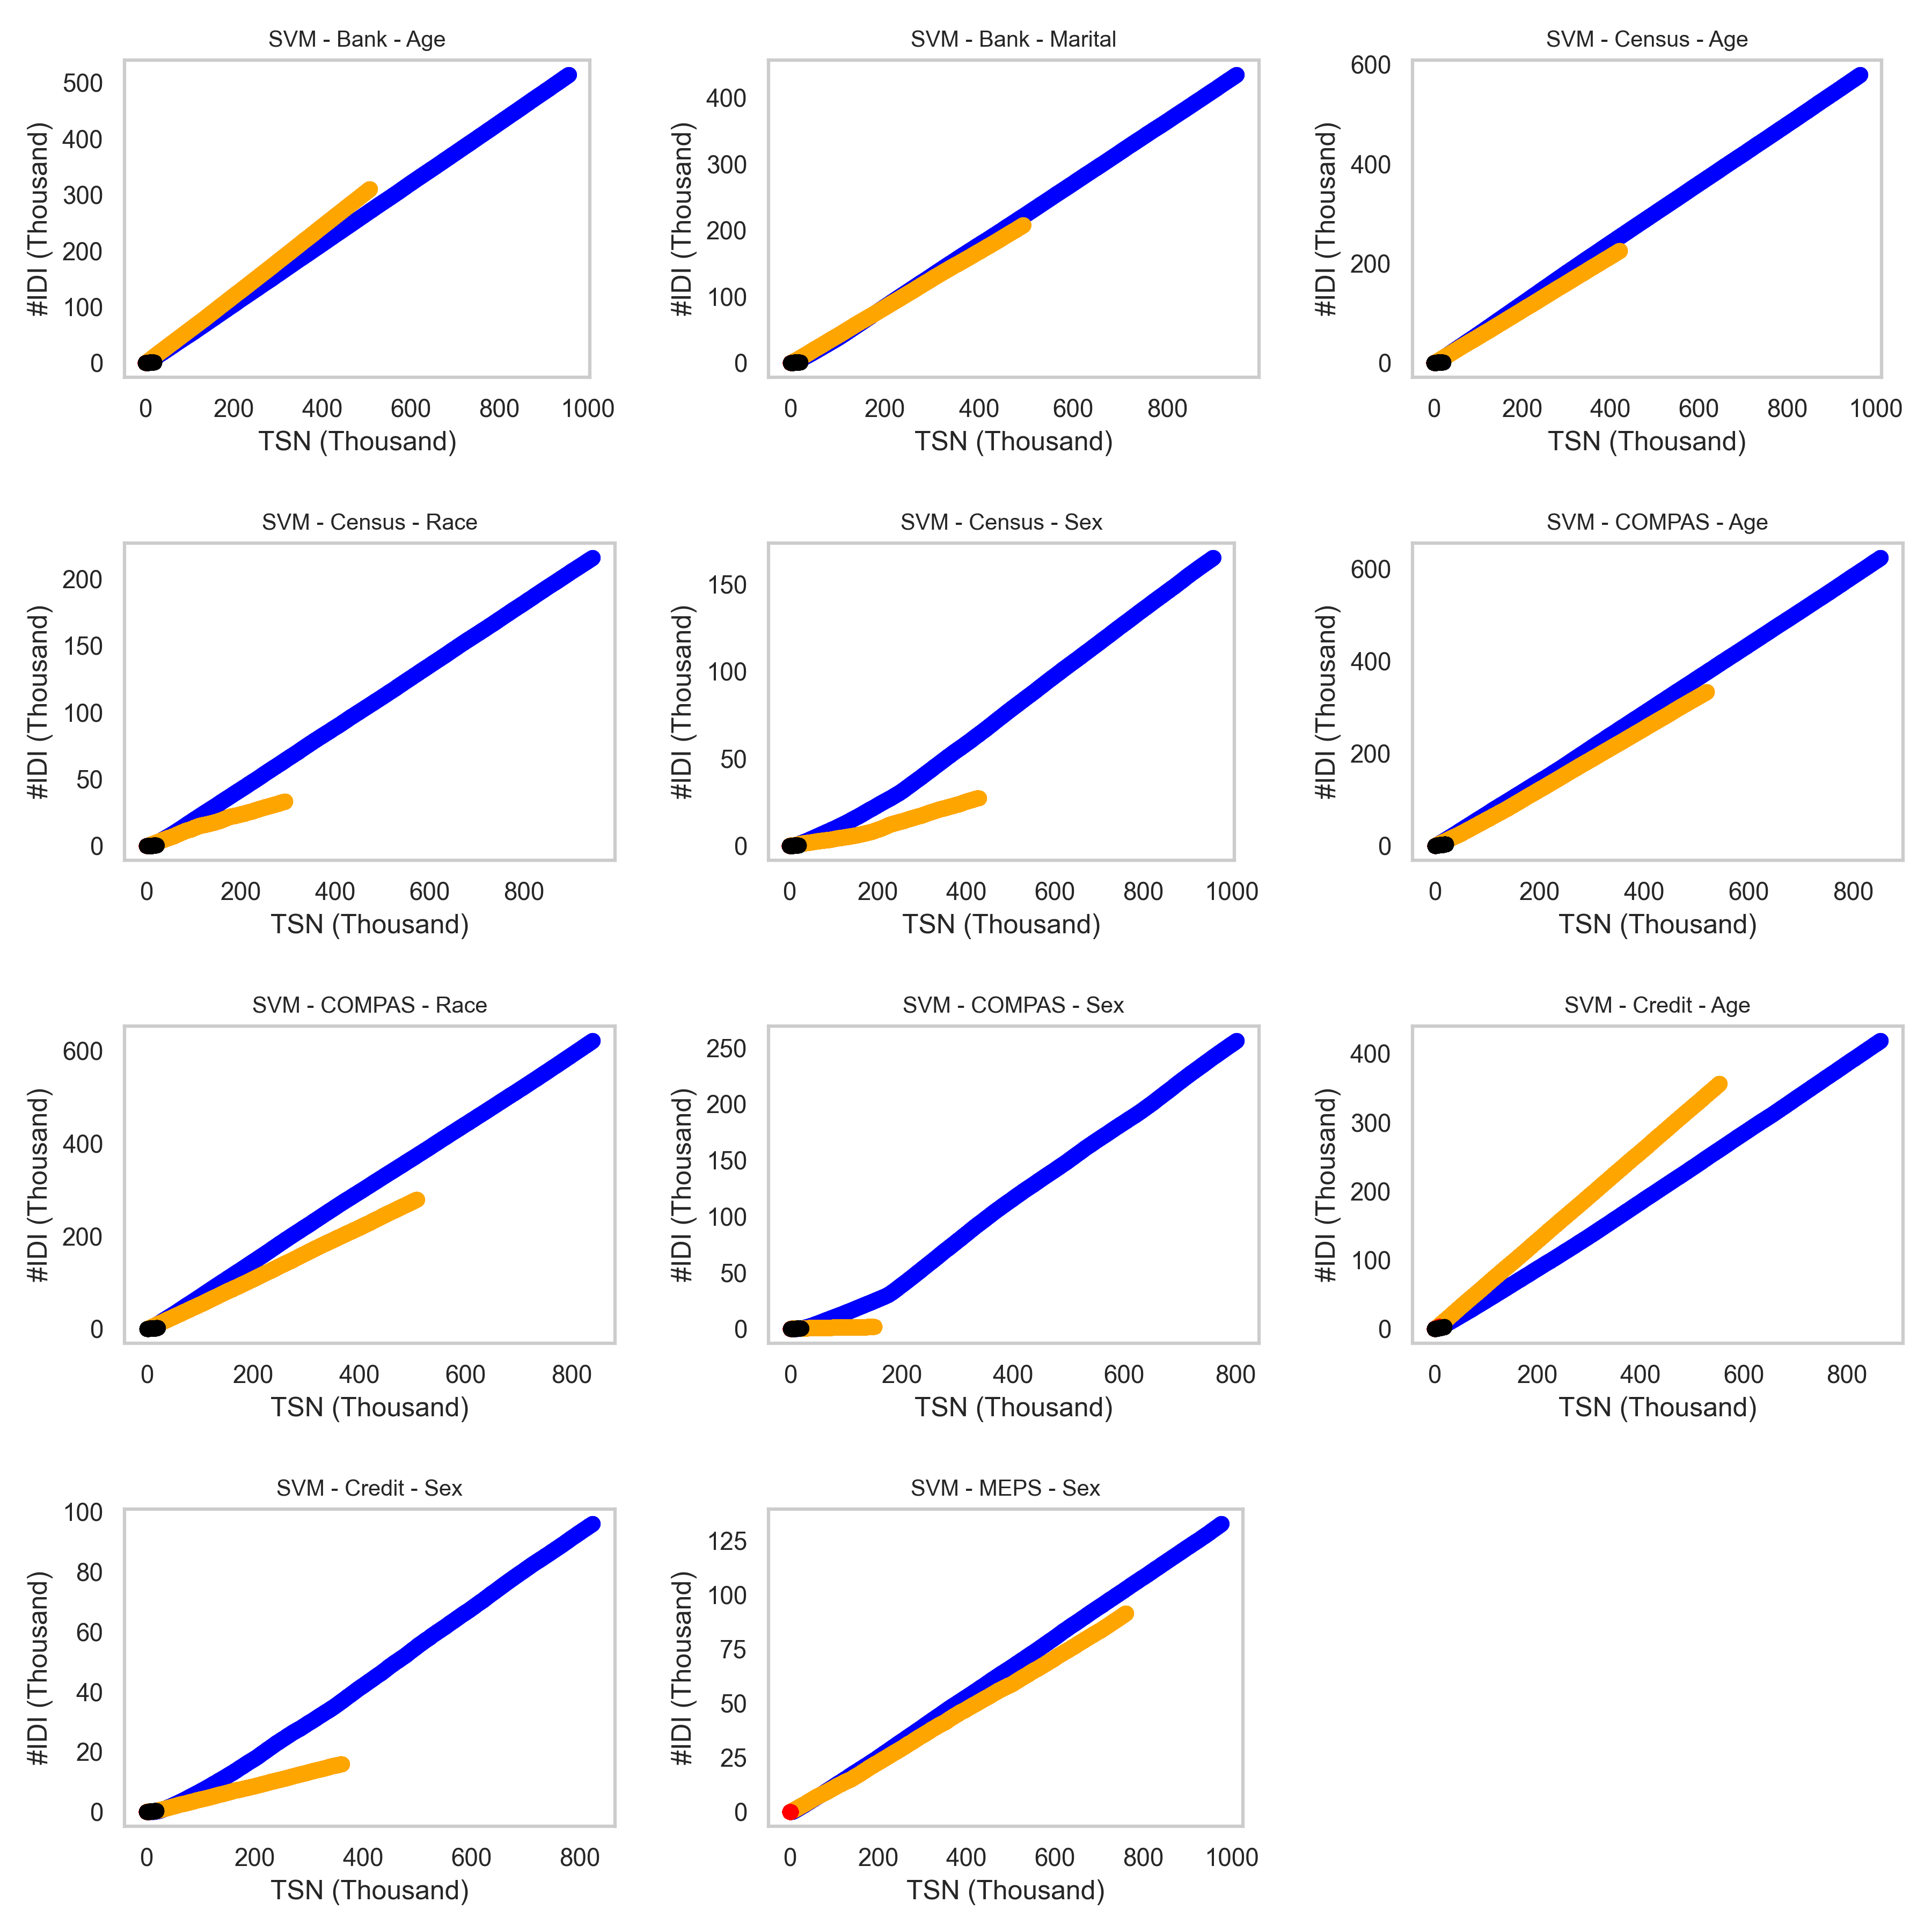 SVM - Bank - Age
#IDI (Thousand)
500
400
300
200
100
0
0 200 400 600 800 1000
TSN (Thousand)
SVM - Bank - Marital
#IDI (Thousand)
400
300
200
100
0
0 200 400 600 800
TSN (Thousand)
SVM - Census - Age
#IDI (Thousand)
600
400
200
0
0 200 400 600 800 1000
TSN (Thousand)
SVM - Census - Race
#IDI (Thousand)
200
150
100
50
0
0 200 400 600 800
TSN (Thousand)
SVM - Census - Sex
#IDI (Thousand)
150
100
50
0
0 200 400 600 800 1000
TSN (Thousand)
SVM - COMPAS - Age
#IDI (Thousand)
600
400
200
0
0 200 400 600 800
TSN (Thousand)
SVM - COMPAS - Race
#IDI (Thousand)
600
400
200
0
0 200 400 600 800
TSN (Thousand)
SVM - COMPAS - Sex
#IDI (Thousand)
250
200
150
100
50
0
0 200 400 600 800
TSN (Thousand)
SVM - Credit - Age
#IDI (Thousand)
400
300
200
100
0
0 200 400 600 800
TSN (Thousand)
SVM - Credit - Sex
#IDI (Thousand)
100
80
60
40
20
0
0 200 400 600 800
TSN (Thousand)
SVM - MEPS - Sex
#IDI (Thousand)
125
100
75
50
25
0
0 200 400 600 800 1000
TSN (Thousand)